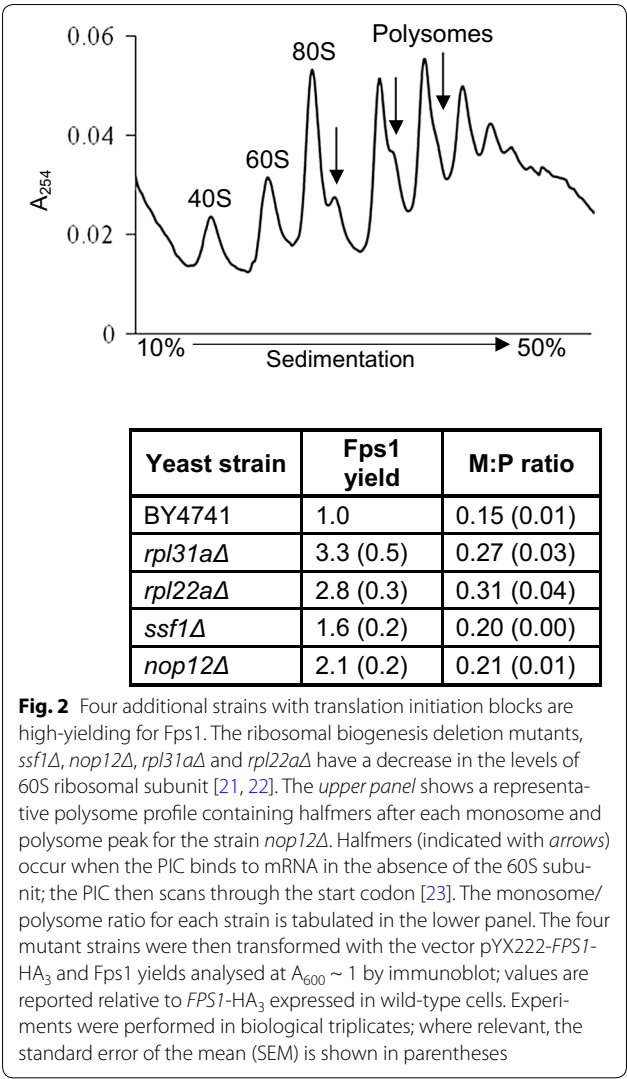 0.06
0.04
0.02
0
A254
40S
60S
80S
Polysomes
10%
Sedimentation
50%
Yeast strain Fps1 yield M:P ratio
BY4741 1.0 0.15 (0.01)
rpl31aΔ 3.3 (0.5) 0.27 (0.03)
rpl22aΔ 2.8 (0.3) 0.31 (0.04)
ssf1Δ 1.6 (0.2) 0.20 (0.00)
nop12Δ 2.1 (0.2) 0.21 (0.01)
Fig. 2 Four additional strains with translation initiation blocks are
high-yielding for Fps1. The ribosomal biogenesis deletion mutants,
ssf1Δ, nop12Δ, rpl31aΔ and rpl22aΔ have a decrease in the levels of
60S ribosomal subunit [21, 22]. The upper panel shows a representa-
tive polysome profile containing halfmers after each monosome and
polysome peak for the strain nop12Δ. Halfmers (indicated with arrows)
occur when the PIC binds to mRNA in the absence of the 60S subu-
nit; the PIC then scans through the start codon [23]. The monosome/
polysome ratio for each strain is tabulated in the lower panel. The four
mutant strains were then transformed with the vector pYX222-FPS1-
HA3 and Fps1 yields analysed at A600 ~ 1 by immunoblot; values are
reported relative to FPS1-HA3 expressed in wild-type cells. Experi-
ments were performed in biological triplicates; where relevant, the
standard error of the mean (SEM) is shown in parentheses